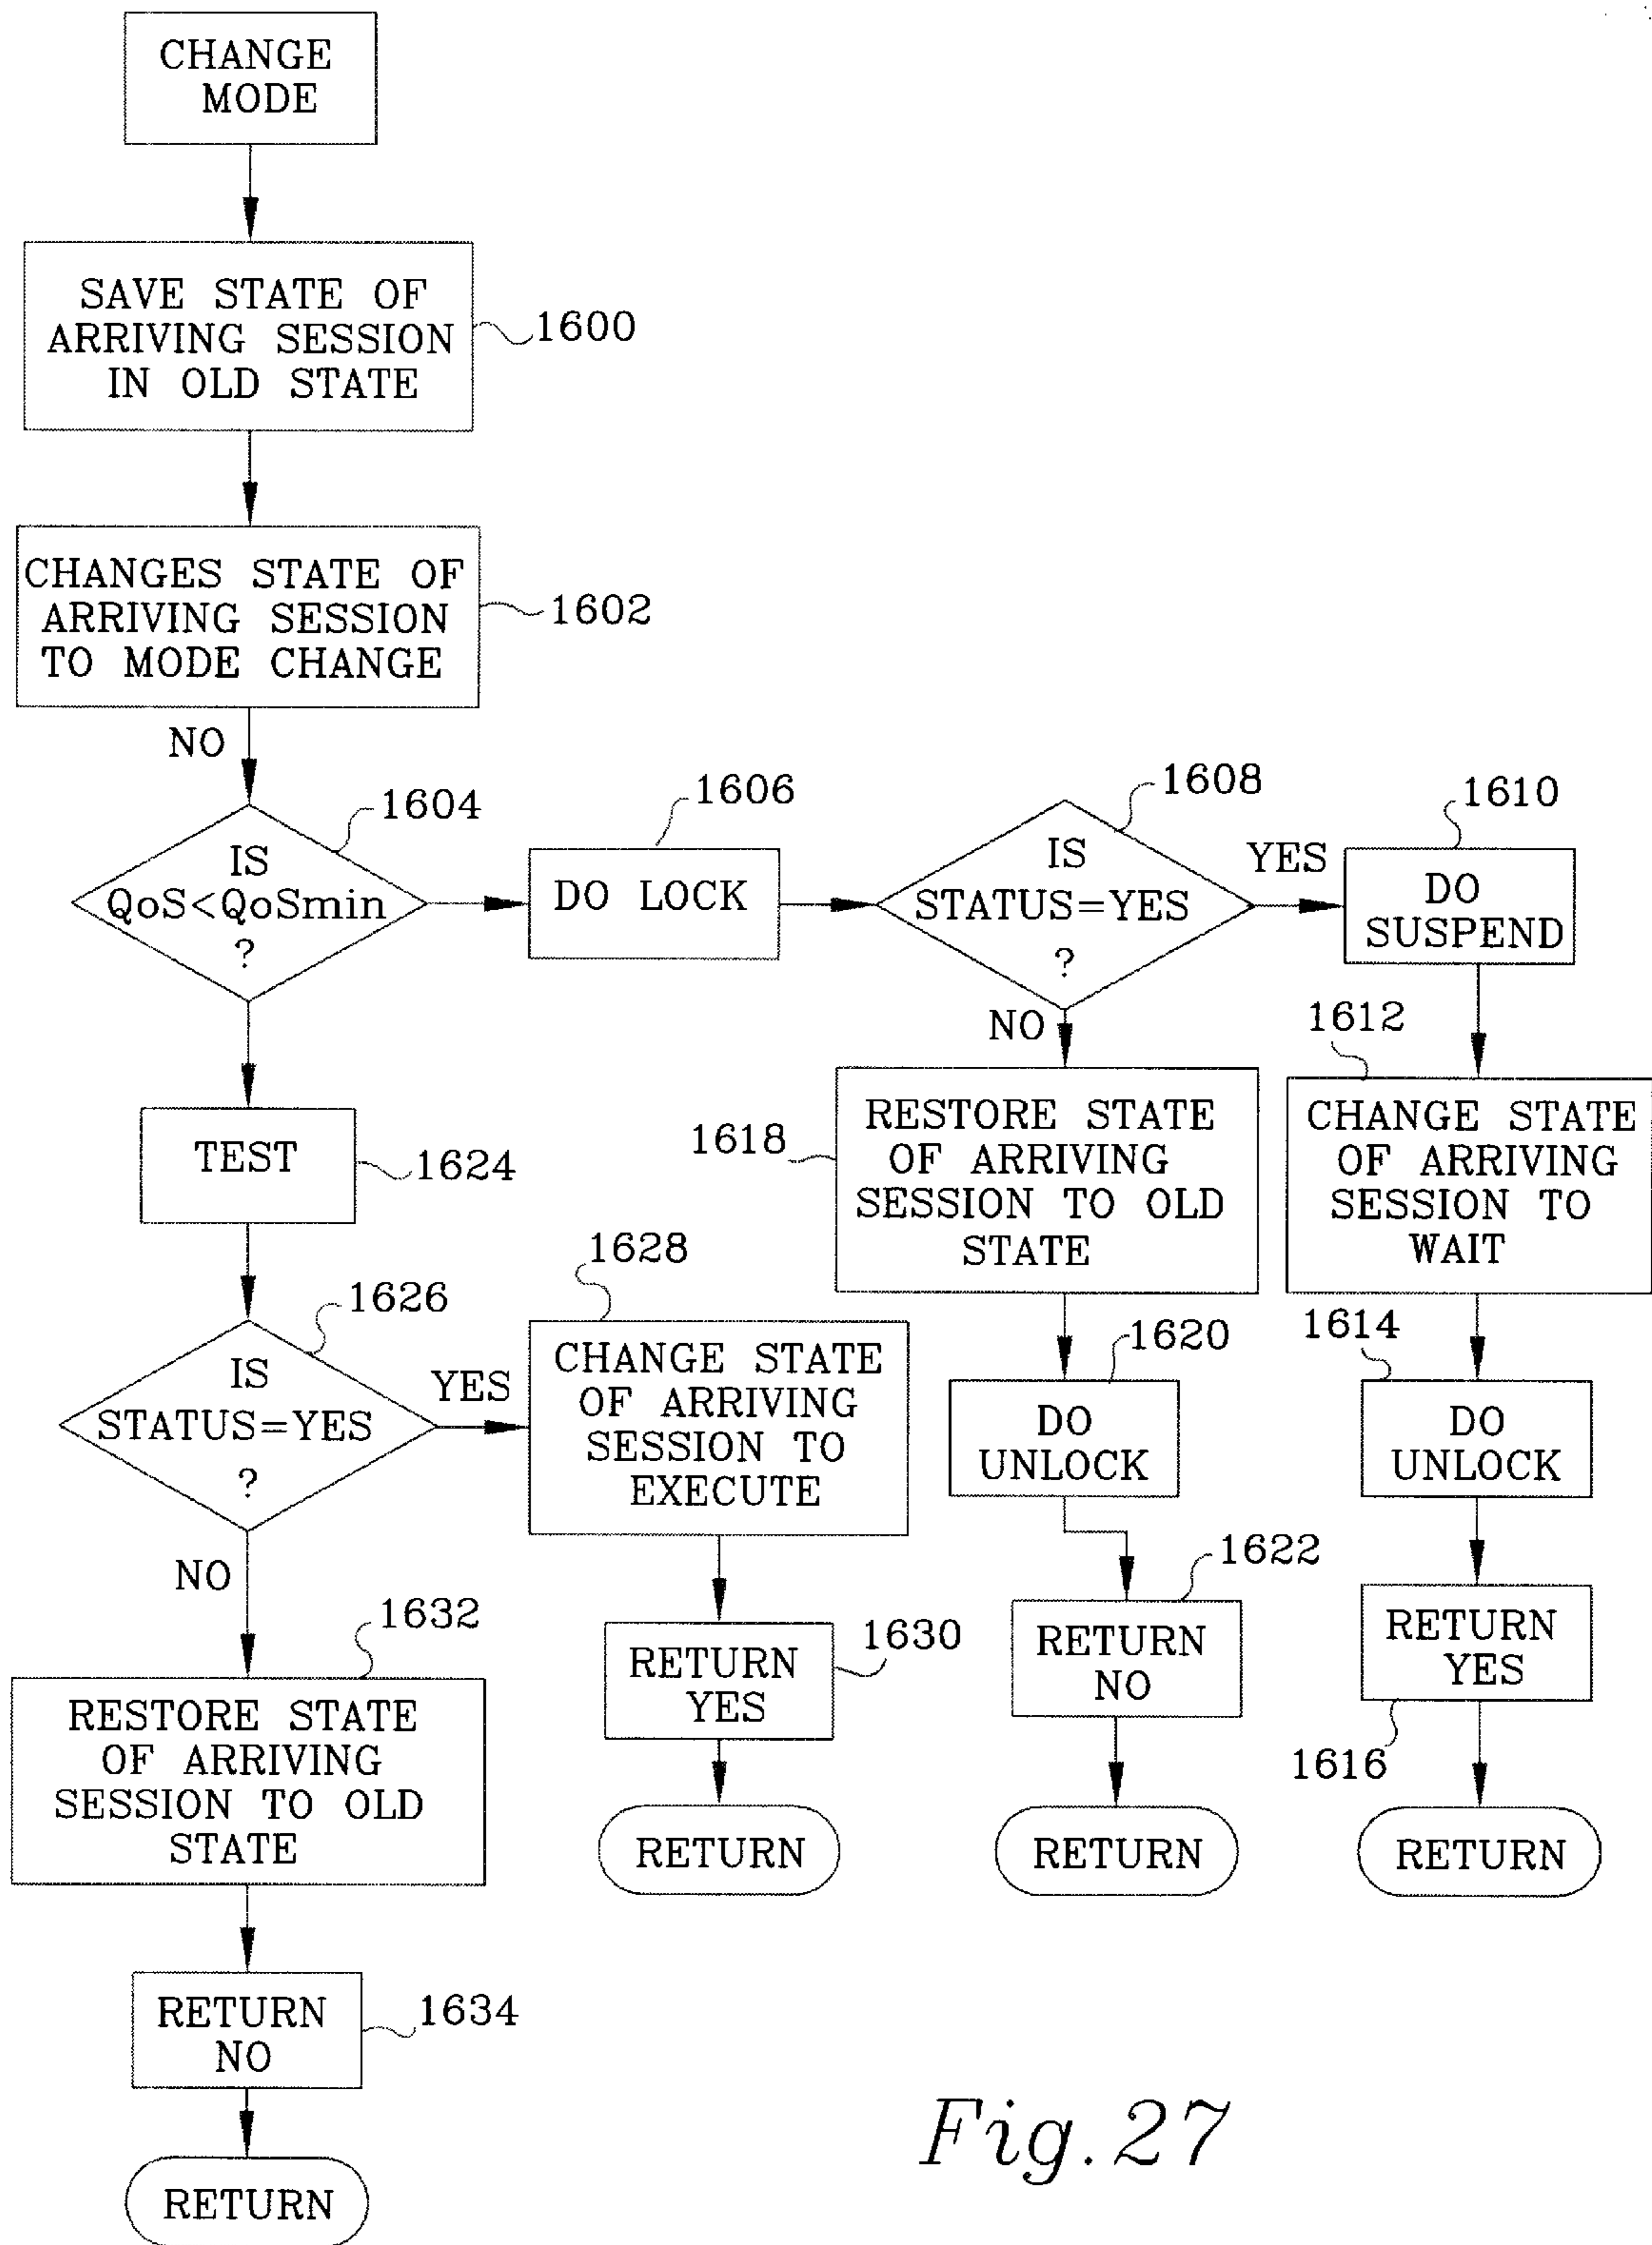 CHANGE
MODE
SAVE STATE OF
ARRIVING SESSION
IN OLD STATE
1600
CHANGES STATE OF
ARRIVING SESSION
TO MODE CHANGE
1602
NO
IS
QoS<QoSmin
?
1604
1606
DO LOCK
1608
IS
STATUS=YES
?
YES
1610
DO
SUSPEND
NO
1612
CHANGE STATE
OF ARRIVING
SESSION TO
WAIT
1618
RESTORE STATE
OF ARRIVING
SESSION TO OLD
STATE
TEST
1624
1626
IS
STATUS=YES
?
YES
1628
CHANGE STATE
OF ARRIVING
SESSION TO
EXECUTE
1620
DO
UNLOCK
1614
DO
UNLOCK
NO
1632
RESTORE STATE
OF ARRIVING
SESSION TO OLD
STATE
RETURN
YES
1630
1622
RETURN
NO
RETURN
YES
1616
RETURN
RETURN
RETURN
RETURN
NO
1634
RETURN
Fig. 27